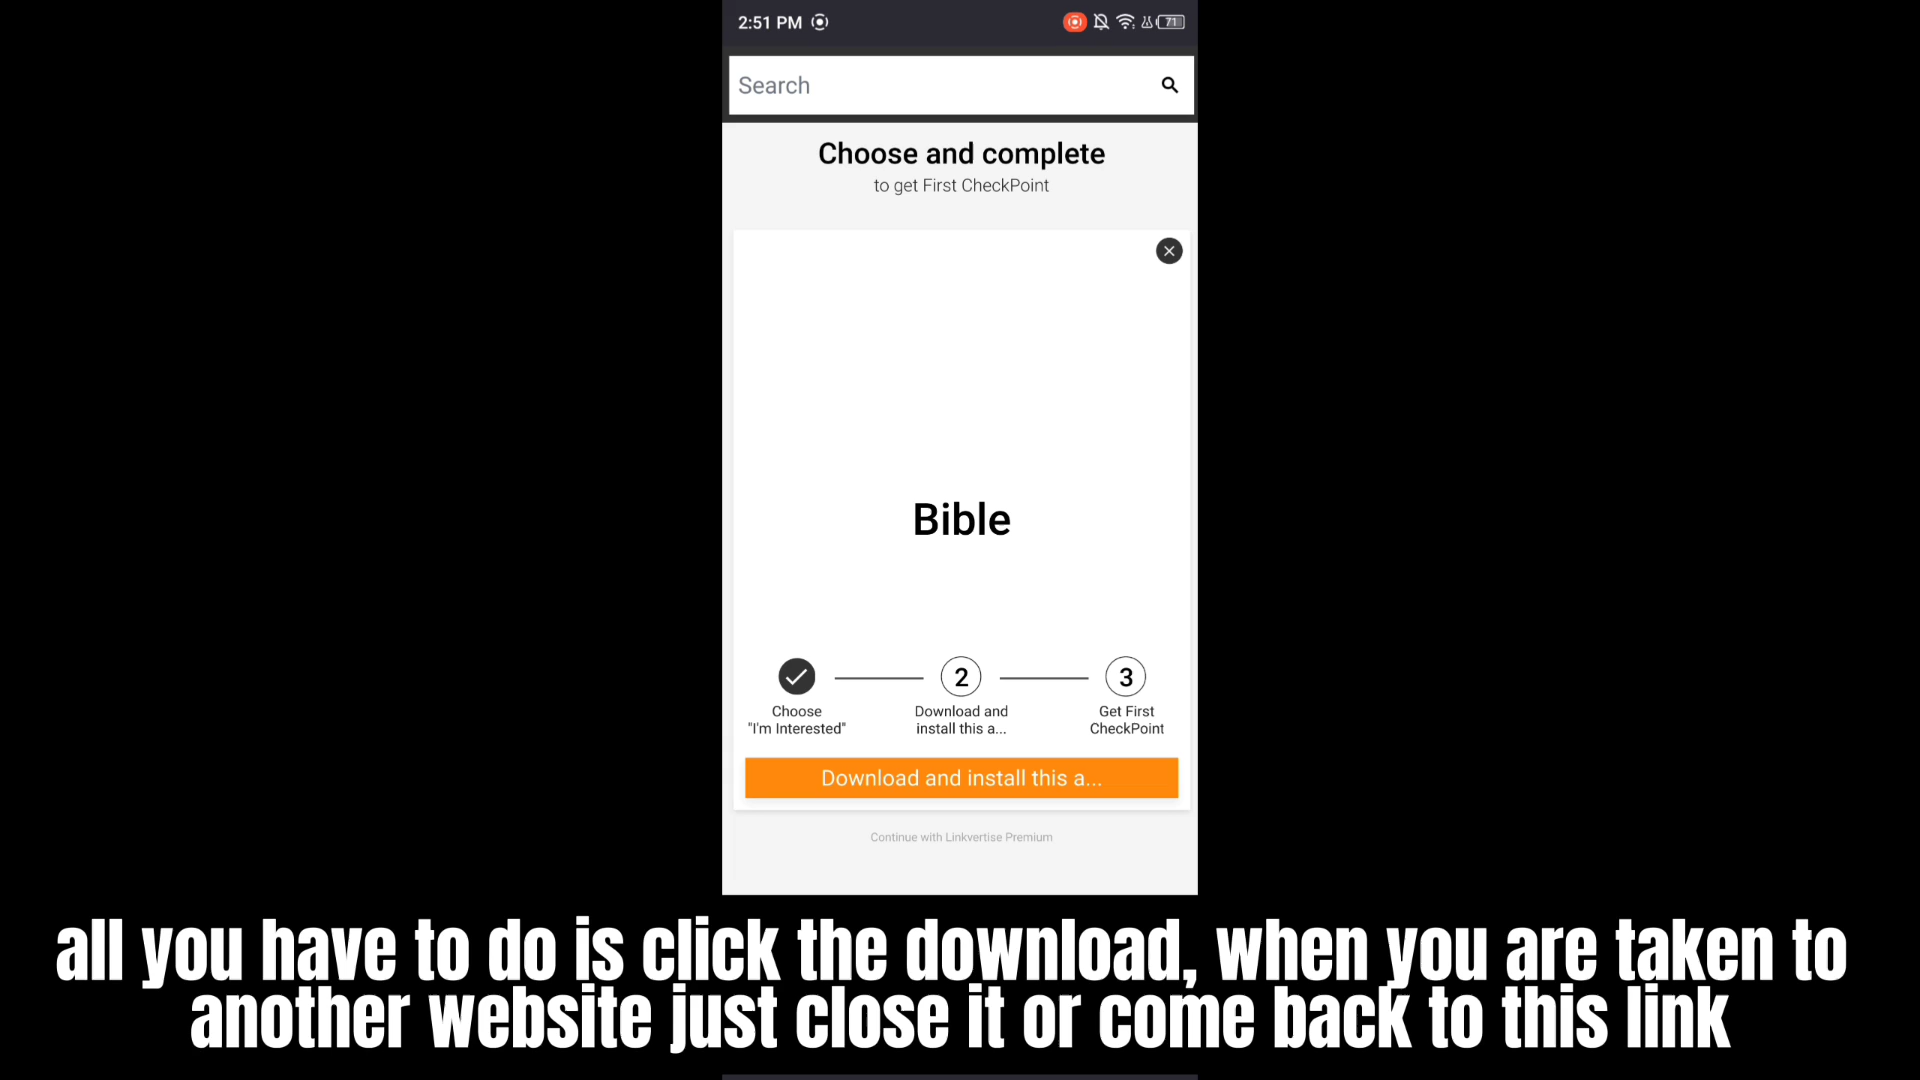 2:51 PM
71
Search
Choose and complete
to get First CheckPoint
Bible
2
3
Choose
"I'm Interested"
Download and
install this a...
Get First
CheckPoint
Download and install this a...
Continue with Linkvertise Premium
all you have to do is click the download, when you are taken to
another website just close it or come back to this link